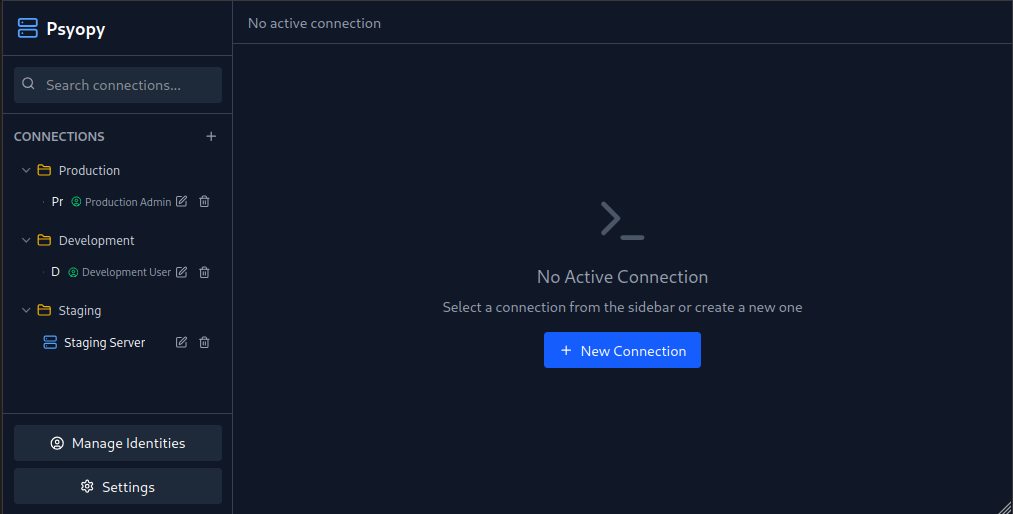 Psyopy
No active connection
Search connections...
CONNECTIONS
Production
Pr Production Admin
Development
D Development User
Staging
Staging Server
No Active Connection
Select a connection from the sidebar or create a new one
+ New Connection
Manage Identities
Settings